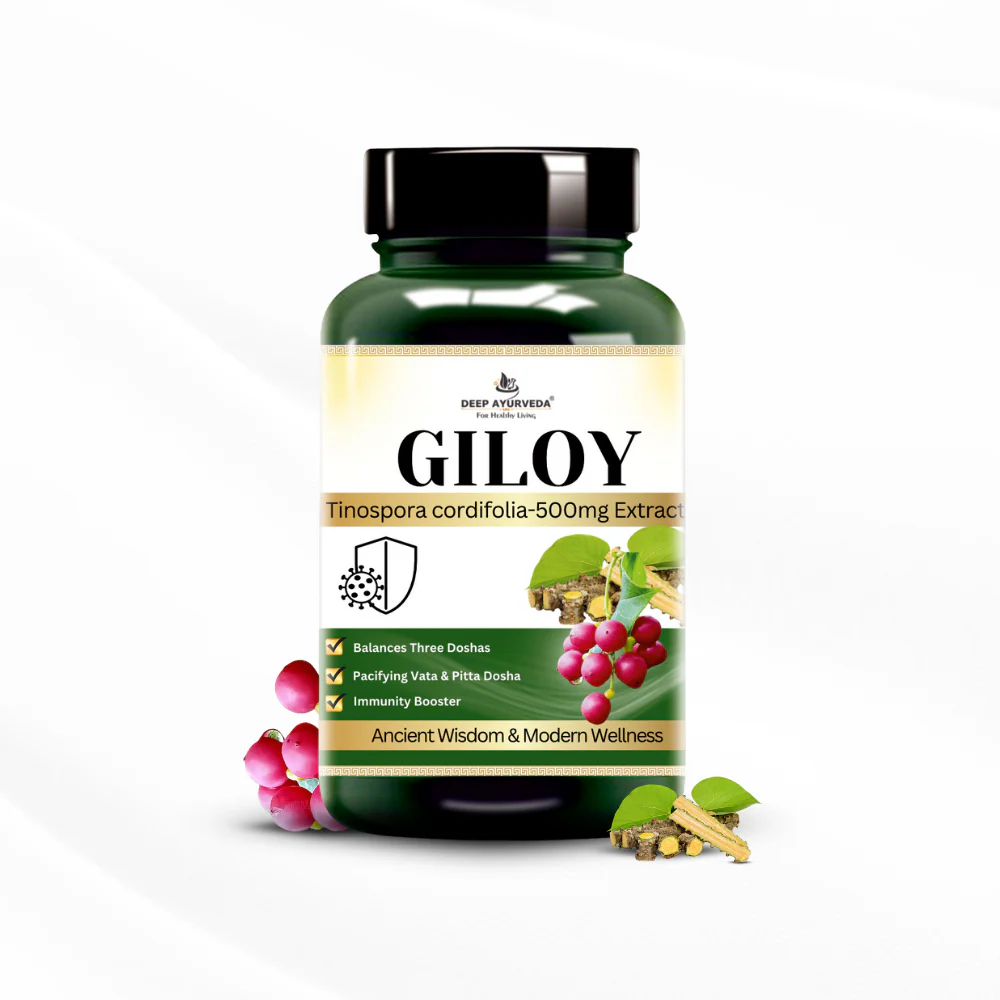 DEEP AYURVEDA®
For Healthy Living
GILOY
Tinospora cordifolia-500mg Extract
Balances Three Doshas
Pacifying Vata & Pitta Dosha
Immunity Booster
Ancient Wisdom & Modern Wellness